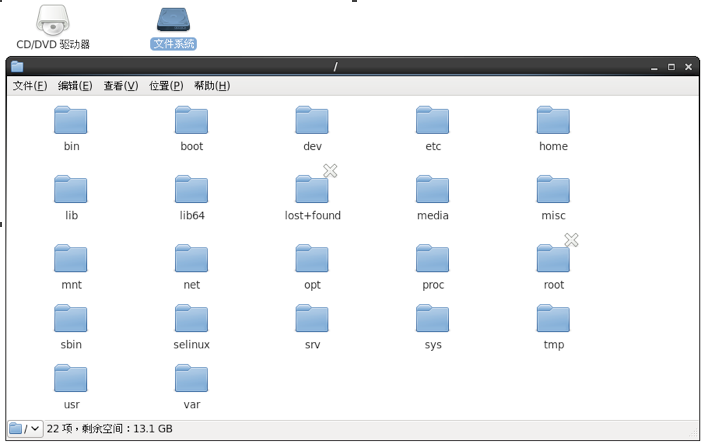 CD/DVD 驱动器 文件系统
/
文件(F) 编辑(E) 查看(V) 位置(P) 帮助(H)
bin boot dev etc home
lib lib64 lost+found media misc
mnt net opt proc root
sbin selinux srv sys tmp
usr var
/ 22 项，剩余空间：13.1 GB